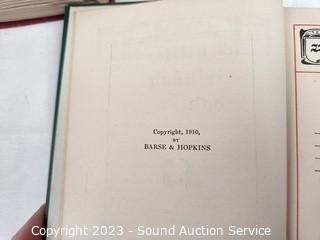 Copyright, 1910,
BY
BARSE & HOPKINS
Copyright 2023 - Sound Auction Service